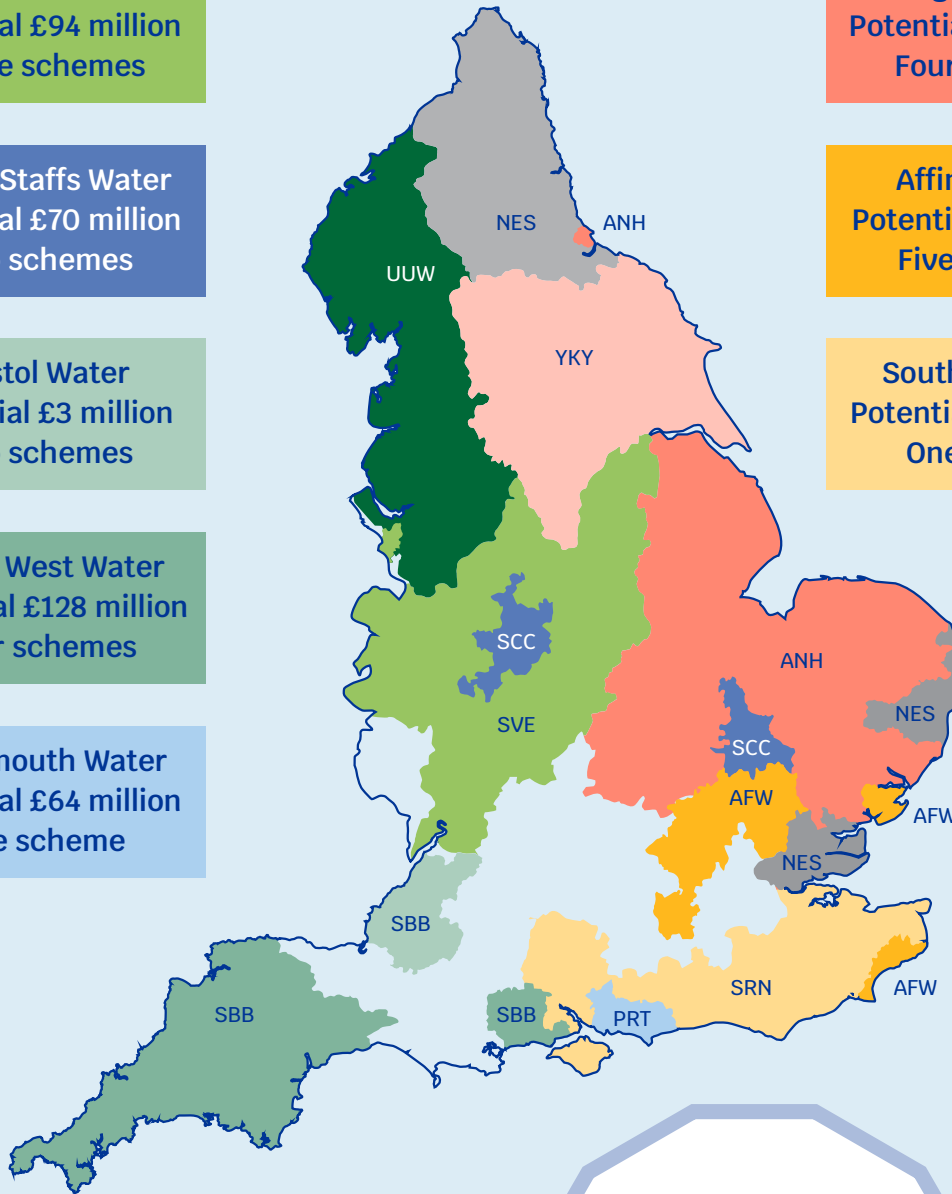 al £94 million
e schemes
Staffs Water
al £70 million
schemes
stol Water
ial £3 million
schemes
West Water
al £128 million
r schemes
mouth Water
al £64 million
e scheme
Potentia
Four
Affin
Potenti
Five
South
Potenti
One
NES
ANH
UUW
YKY
SCC
SVE
ANH
NES
SCC
AFW
AFW
NES
SBB
SBB
SBB
PRT
SRN
AFW